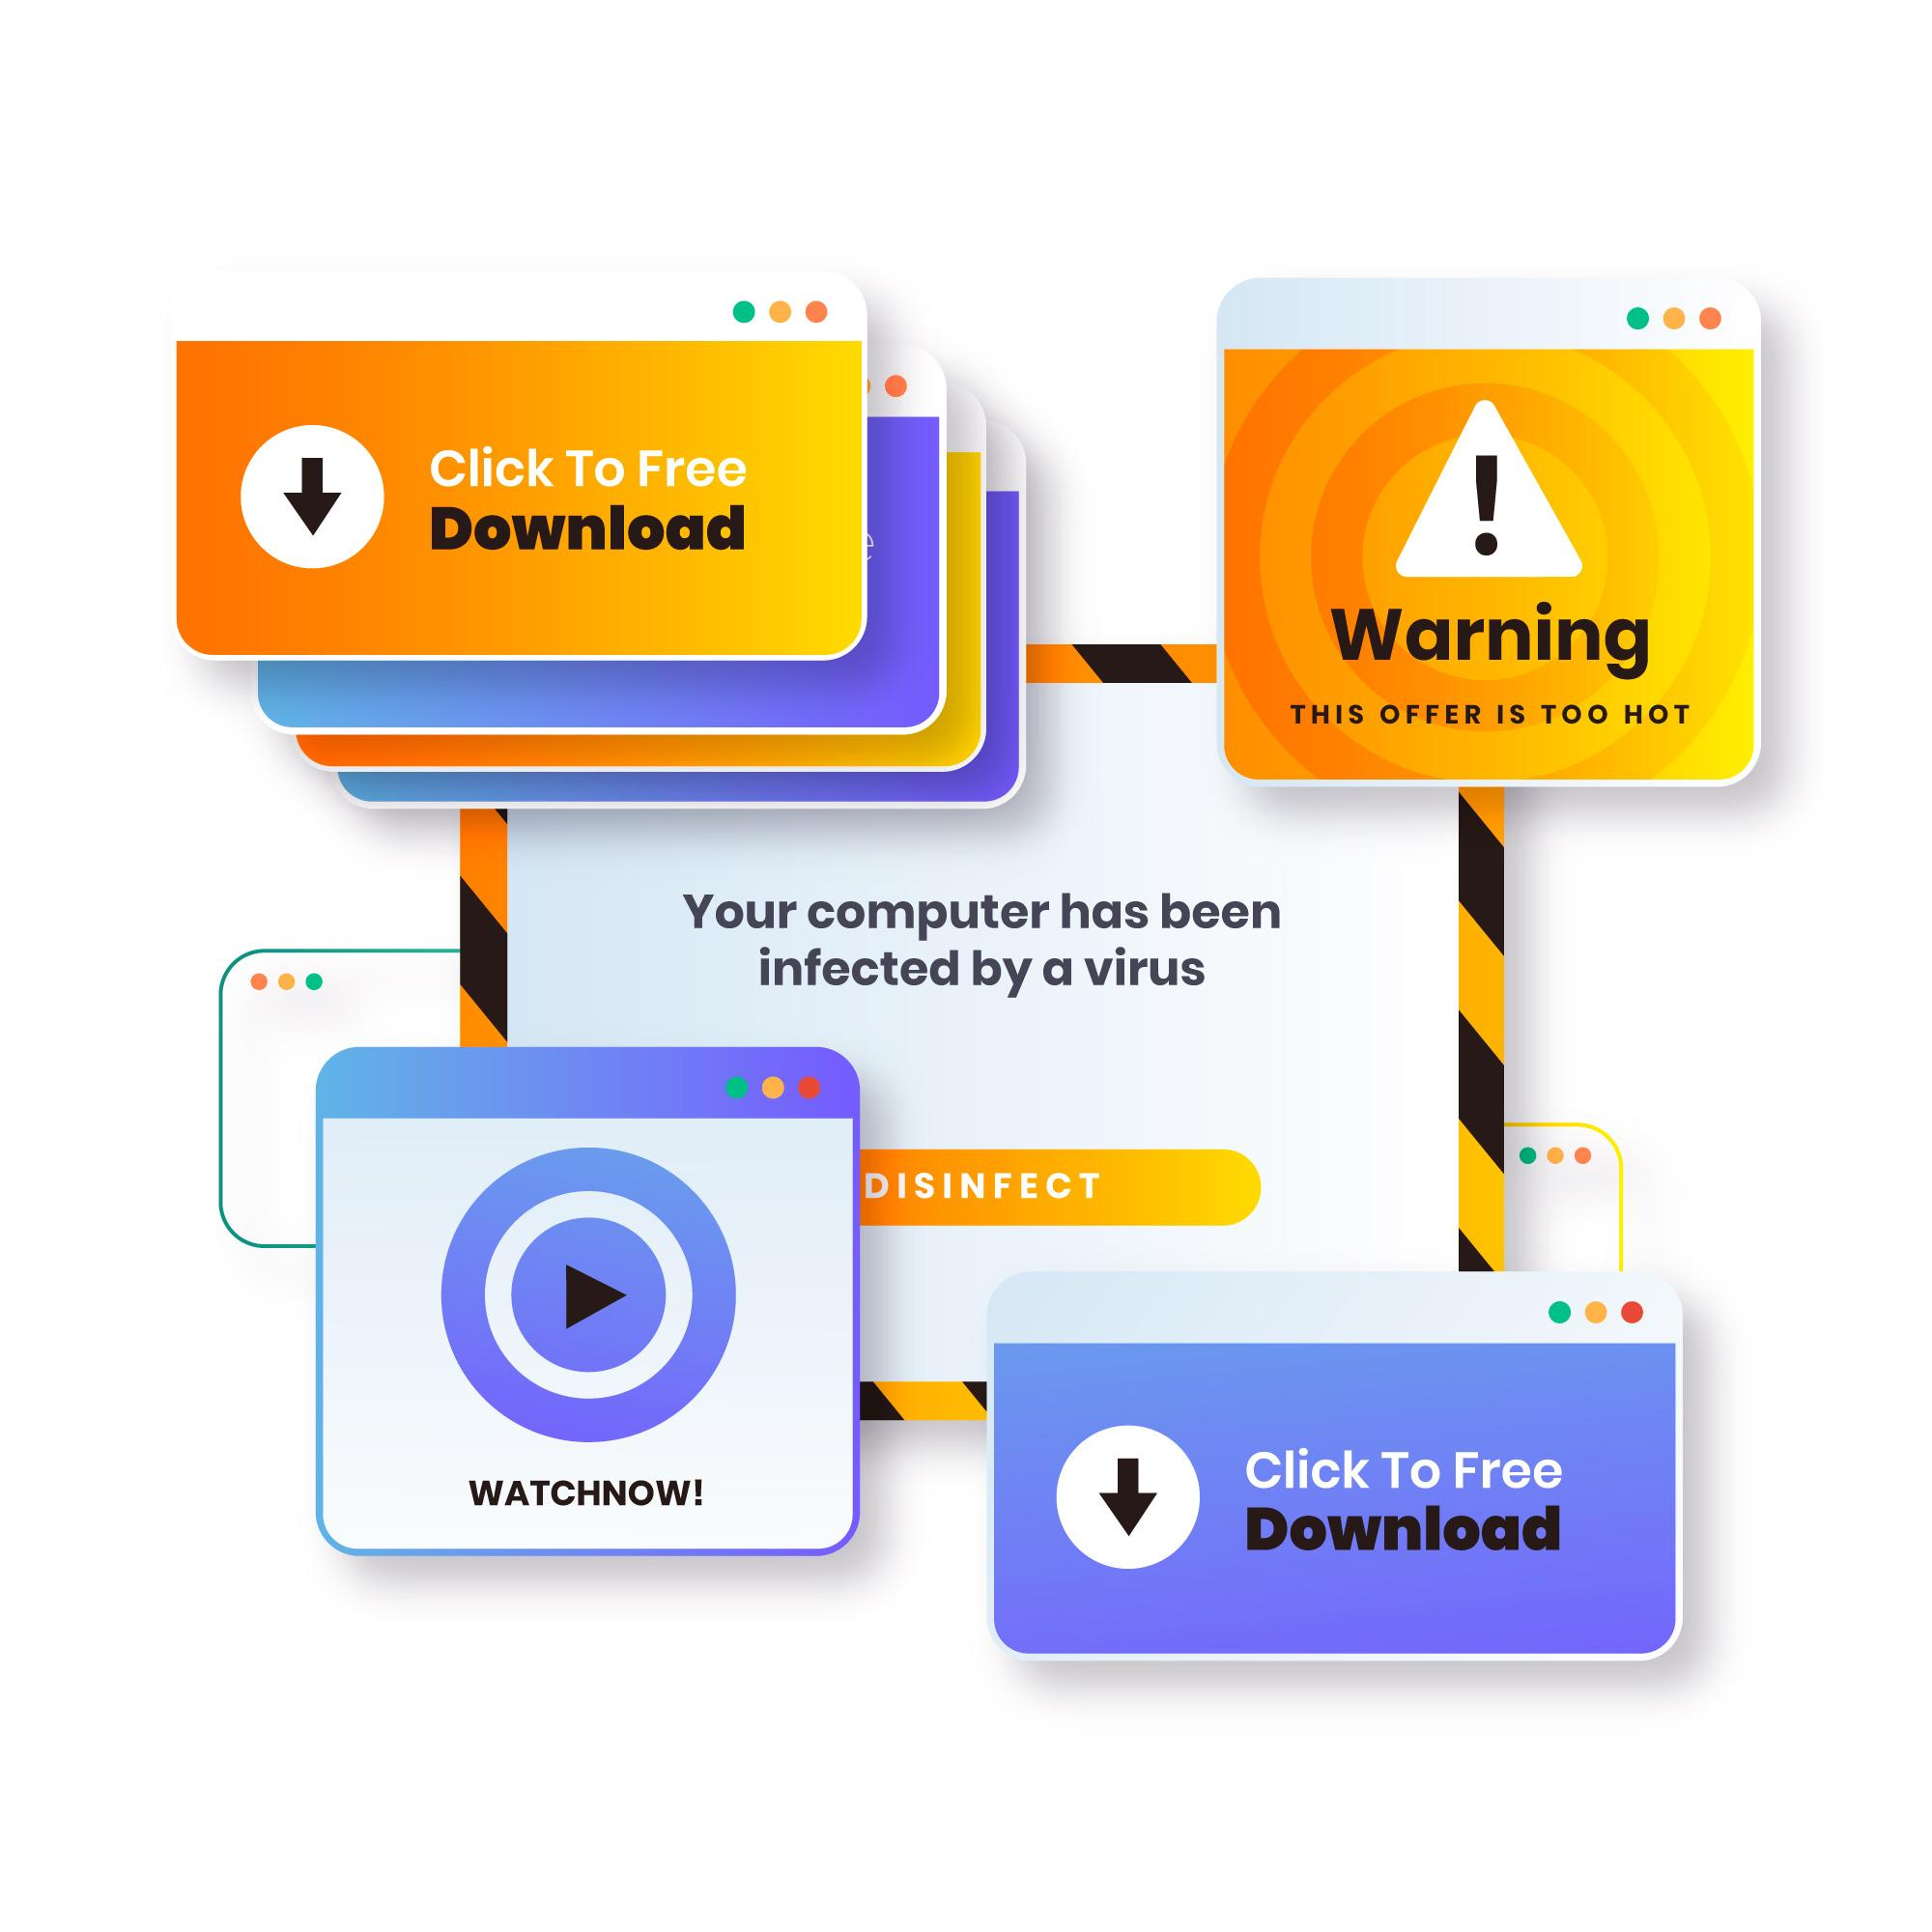 Click To Free
Download
Warning
THIS OFFER IS TOO HOT
Your computer has been
infected by a virus
DISINFECT
WATCHNOW!
Click To Free
Download